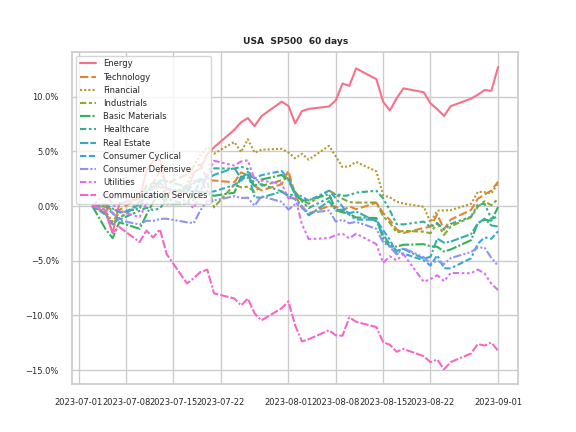 USA SP500 60 days
Energy
Technology
Financial
Industrials
Basic Materials
Healthcare
Real Estate
Consumer Cyclical
Consumer Defensive
Utilities
Communication Services
10.0%
5.0%
0.0%
−5.0%
−10.0%
−15.0%
2023-07-01 2023-07-08 2023-07-15 2023-07-22 2023-08-01 2023-08-08 2023-08-15 2023-08-22 2023-09-01